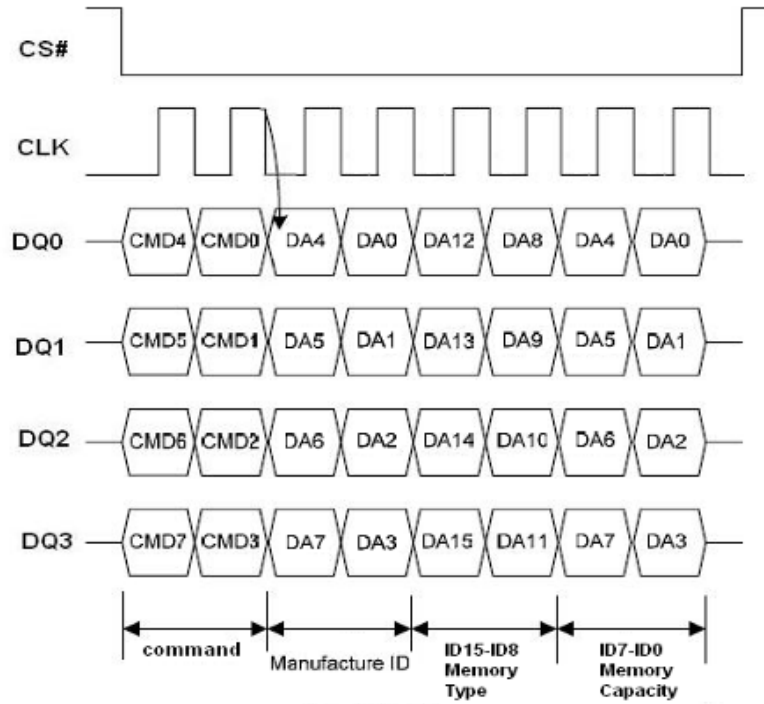 CS#
CLK
DQ0 CMD4 CMD0 DA4 DA0 DA12 DA8 DA4 DA0
DQ1 CMD5 CMD1 DA5 DA1 DA13 DA9 DA5 DA1
DQ2 CMD6 CMD2 DA6 DA2 DA14 DA10 DA6 DA2
DQ3 CMD7 CMD3 DA7 DA3 DA15 DA11 DA7 DA3
command
Manufacture ID
ID15-ID8
Memory
Type
ID7-ID0
Memory
Capacity